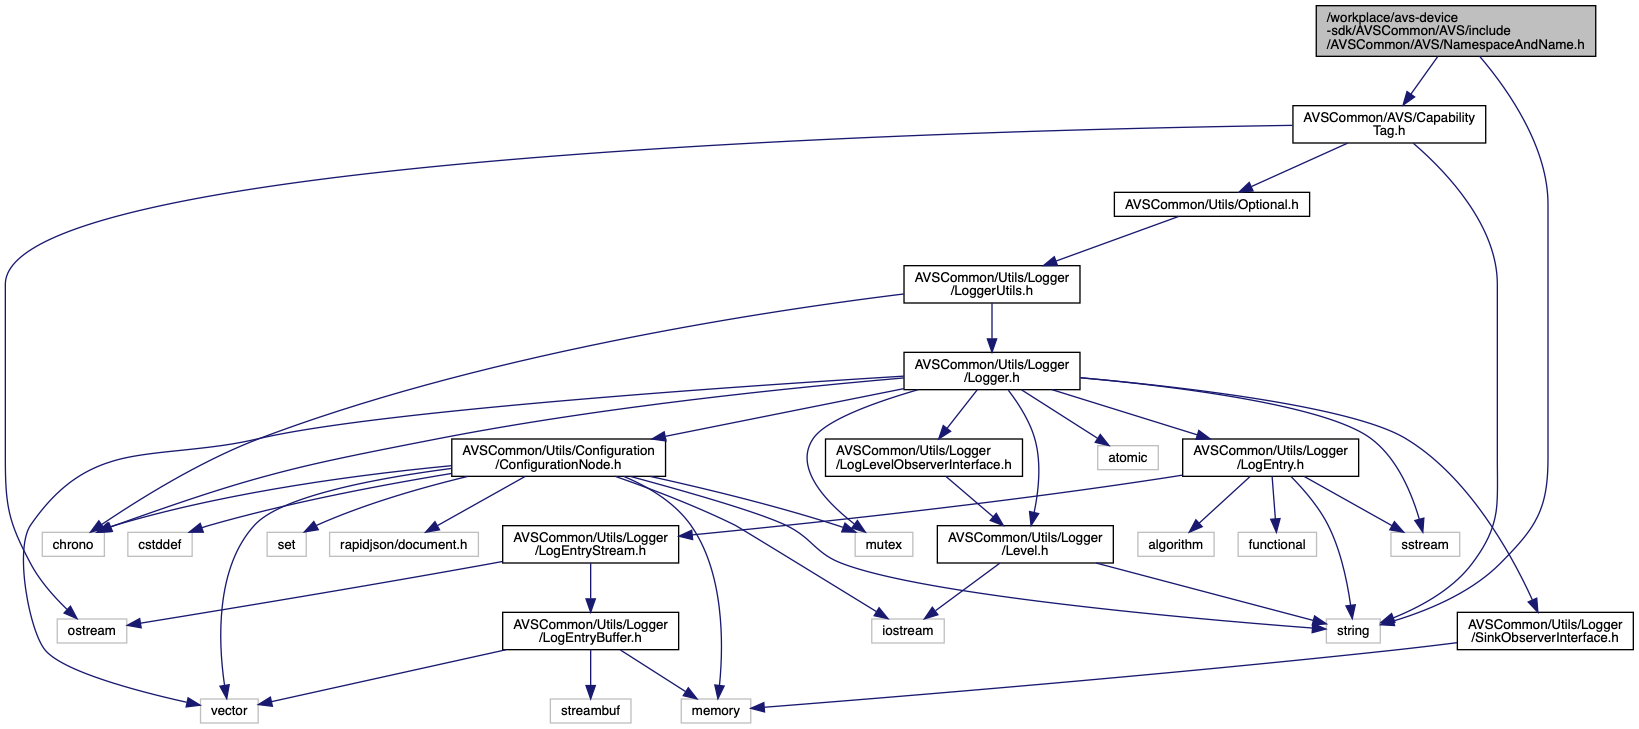 /workplace/avs-device
-sdk/AVSCommon/AVS/include
/AVSCommon/AVS/NamespaceAndName.h
AVSCommon/AVS/Capability
Tag.h
AVSCommon/Utils/Optional.h
AVSCommon/Utils/Logger
/LoggerUtils.h
AVSCommon/Utils/Logger
/Logger.h
AVSCommon/Utils/Configuration
/ConfigurationNode.h
AVSCommon/Utils/Logger
/LogLevelObserverInterface.h
atomic
AVSCommon/Utils/Logger
/LogEntry.h
chrono
cstddef
set
rapidjson/document.h
AVSCommon/Utils/Logger
/LogEntryStream.h
mutex
AVSCommon/Utils/Logger
/Level.h
algorithm
functional
sstream
ostream
AVSCommon/Utils/Logger
/LogEntryBuffer.h
iostream
string
AVSCommon/Utils/Logger
/SinkObserverInterface.h
vector
streambuf
memory